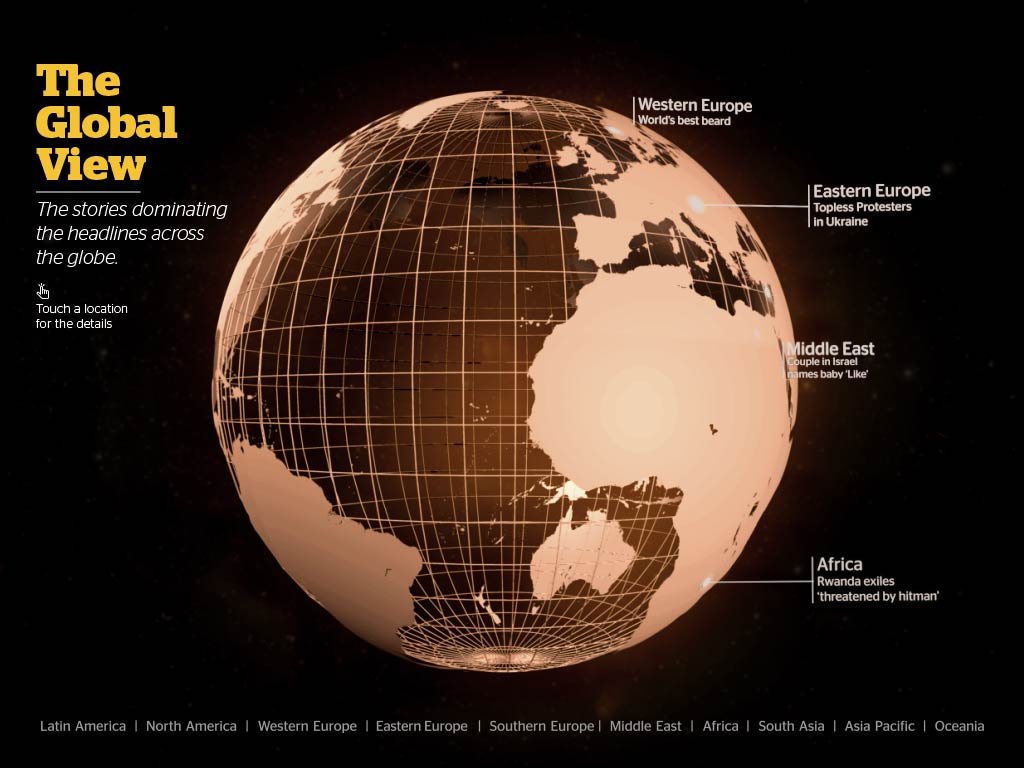 The
Global
View
The stories dominating
the headlines across
the globe.
Touch a location
for the details
Western Europe
World's best beard
Eastern Europe
Topless Protesters
in Ukraine
Middle East
Couple in Israel
names baby 'Like'
Africa
Rwanda exiles
'threatened by hitman'
Latin America | North America | Western Europe | Eastern Europe | Southern Europe | Middle East | Africa | South Asia | Asia Pacific | Oceania